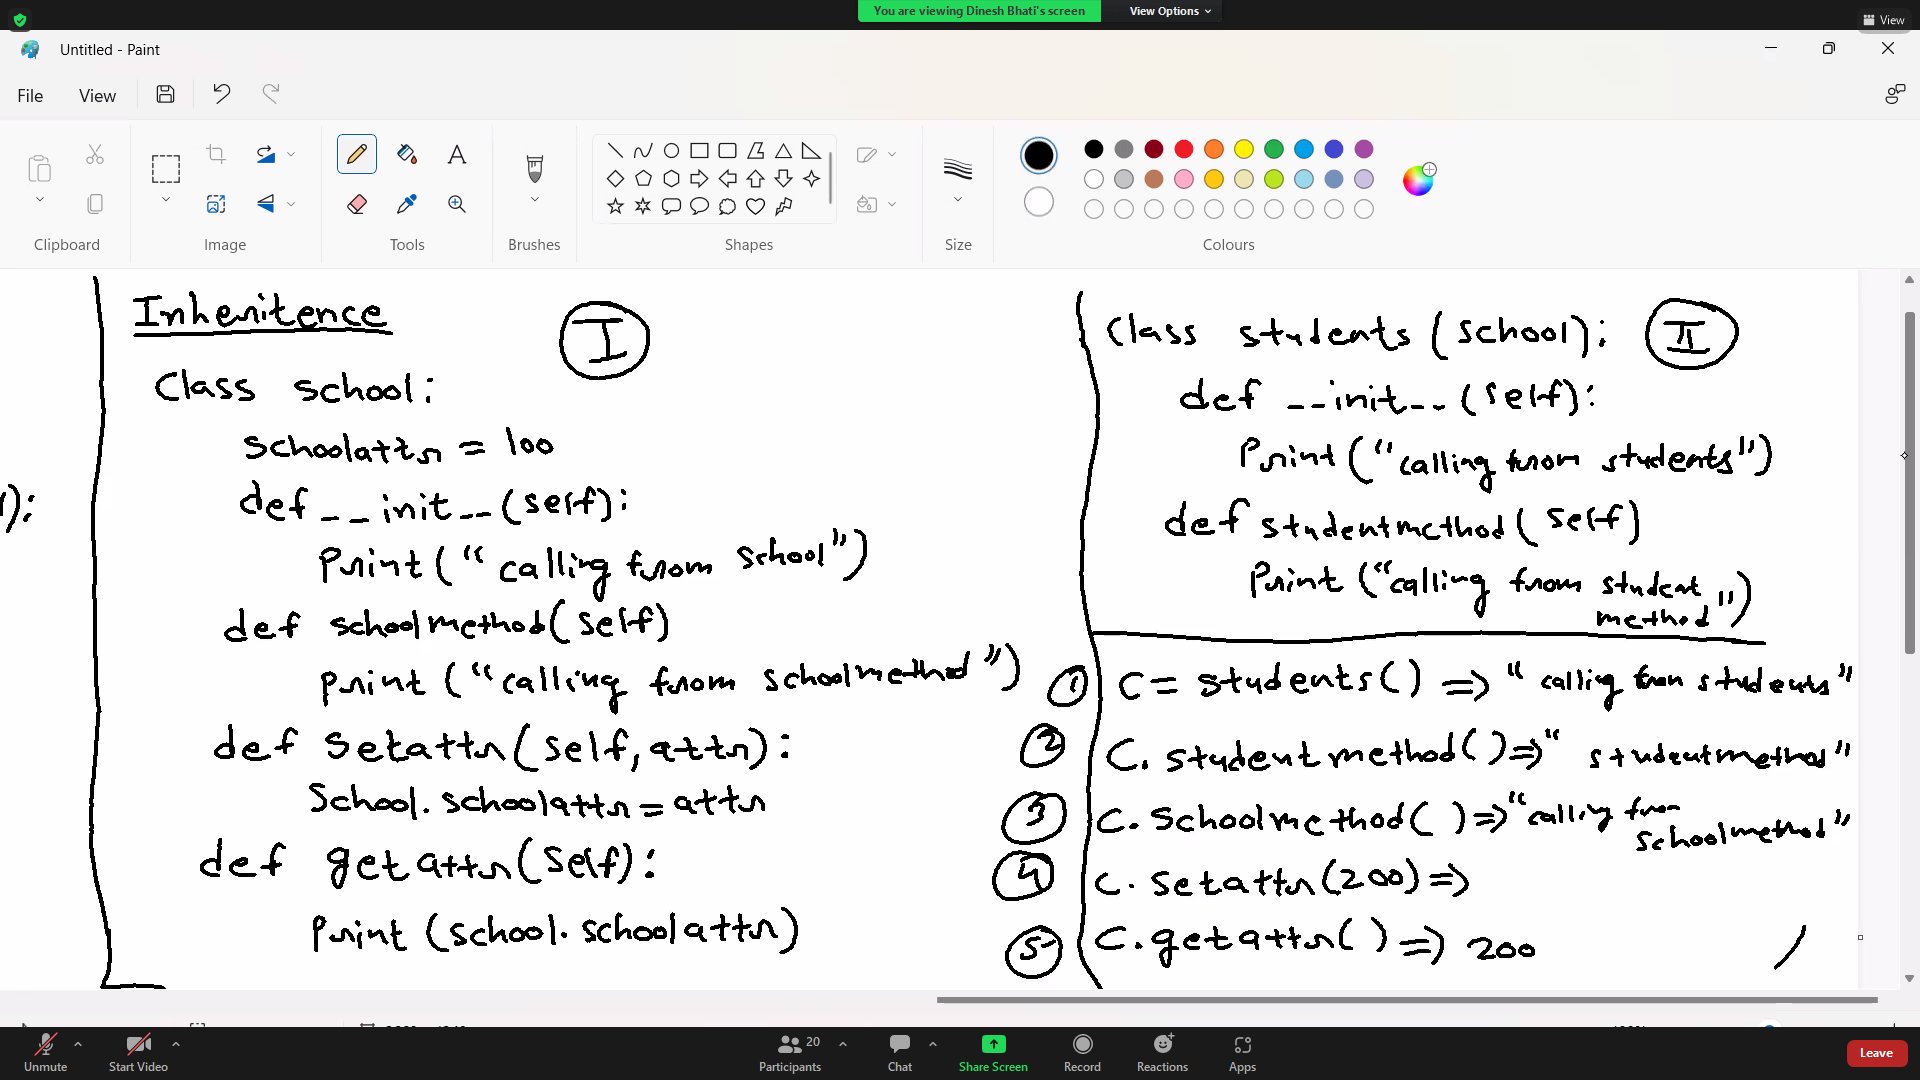 You are viewing Dinesh Bhati's screen
View Options
View
Untitled - Paint
File
View
Clipboard
Image
Tools
Brushes
Shapes
Size
Colours
Inheritence
I
Class school:
schoolattr = 100
def __init__(self):
Print("calling from school")
def schoolmethod(self)
print("calling from schoolmethod")
def setattr(self,attr):
School.schoolattr = attr
def getattr(self):
Print(school.schoolattr)
):
Class students (school):
II
def __init__(self):
Print("calling from students")
def studentmethod(self)
Print("calling from student
method")
1 C = students() => "calling from students"
2 C.studentmethod() => "studentmethod"
3 C.schoolmethod() => "calling from
schoolmethod"
4 C.setattr(200) =>
5 C.getattr() => 200
Unmute
Start Video
Participants
20
Chat
Share Screen
Record
Reactions
Apps
Leave